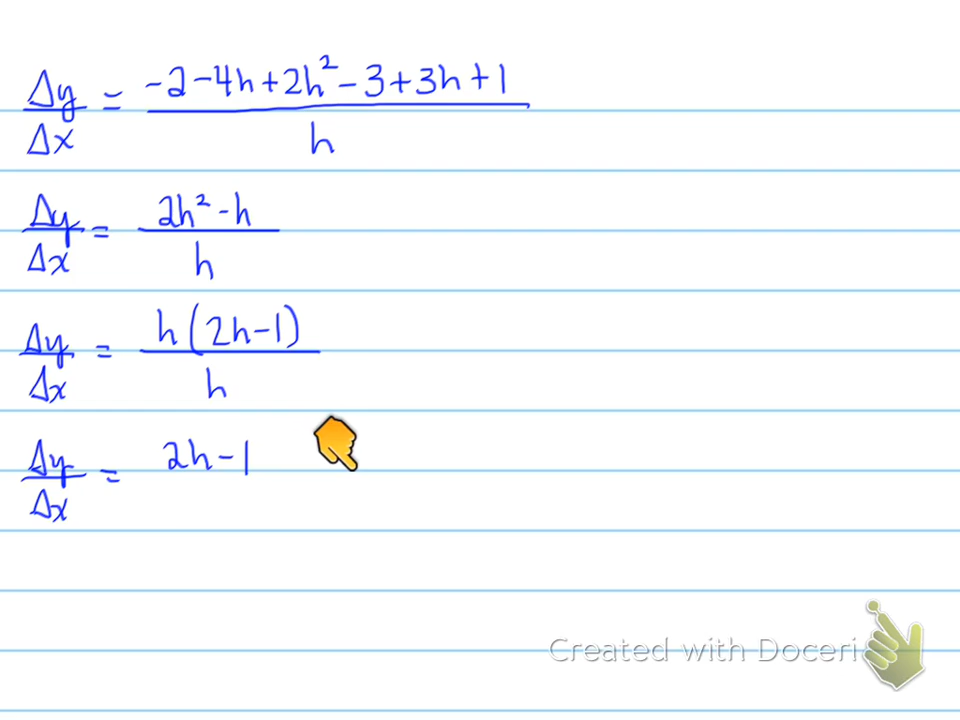 Δy/Δx = (-2-4h+2h²-3+3h+1)/h
Δy/Δx = (2h²-h)/h
Δy/Δx = h(2h-1)/h
Δy/Δx = 2h-1
Created with Doceri